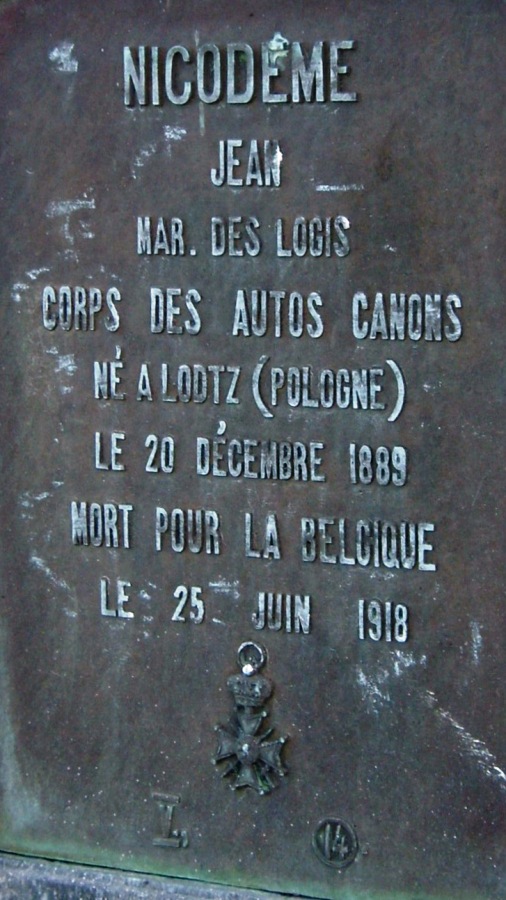 NICODÈME
JEAN
MAR. DES LOGIS
CORPS DES AUTOS CANONS
NÉ A LODTZ (POLOGNE)
LE 20 DÉCEMBRE 1889
MORT POUR LA BELGIQUE
LE 25 JUIN 1918
L
14